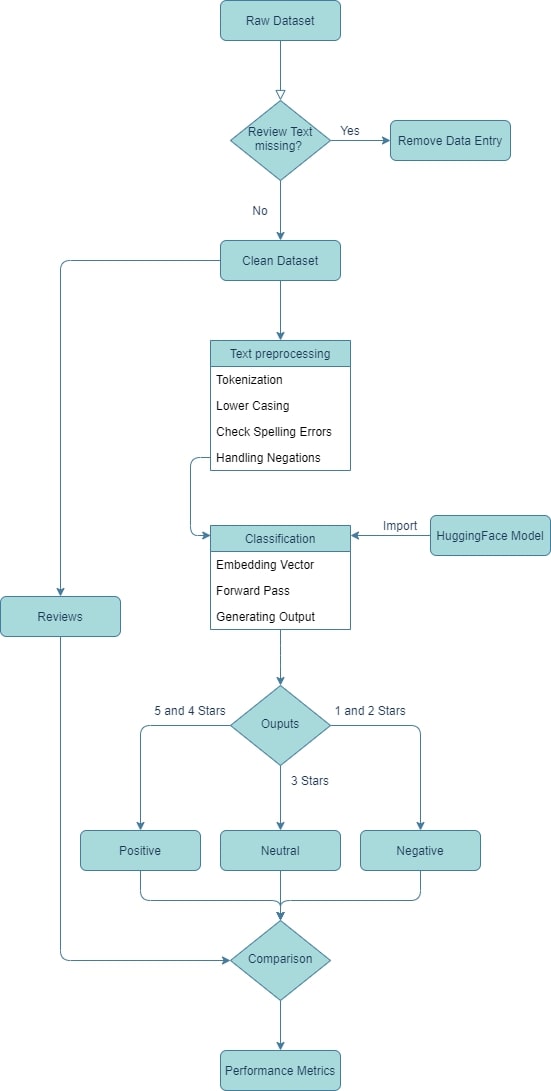 Raw Dataset
Review Text
missing?
Yes
Remove Data Entry
No
Clean Dataset
Text preprocessing
Tokenization
Lower Casing
Check Spelling Errors
Handling Negations
Import
HuggingFace Model
Classification
Embedding Vector
Forward Pass
Generating Output
Reviews
5 and 4 Stars
Ouputs
1 and 2 Stars
3 Stars
Positive
Neutral
Negative
Comparison
Performance Metrics